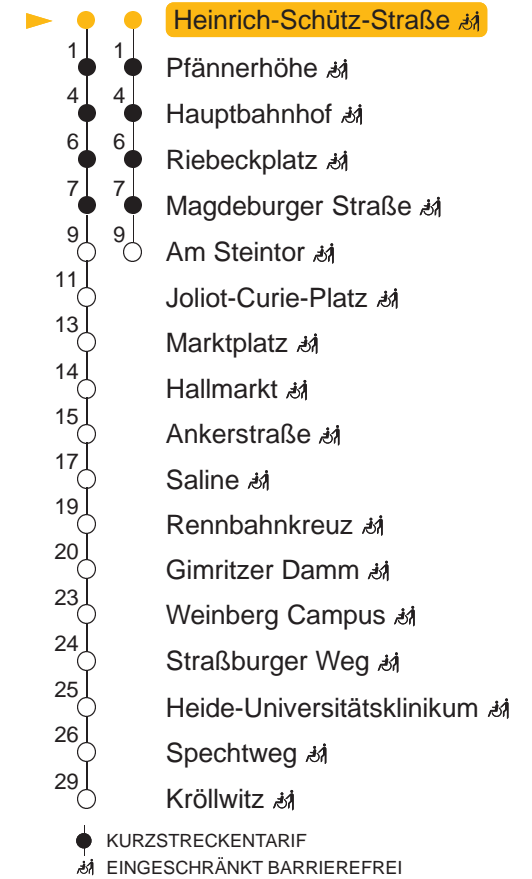 Heinrich-Schütz-Straße
1 1 Pfännerhöhe
4 4 Hauptbahnhof
6 6 Riebeckplatz
7 7 Magdeburger Straße
9 9 Am Steintor
11 Joliot-Curie-Platz
13 Marktplatz
14 Hallmarkt
15 Ankerstraße
17 Saline
19 Rennbahnkreuz
20 Gimritzer Damm
23 Weinberg Campus
24 Straßburger Weg
25 Heide-Universitätsklinikum
26 Spechtweg
29 Kröllwitz
KURZSTRECKENTARIF
EINGESCHRÄNKT BARRIEREFREI